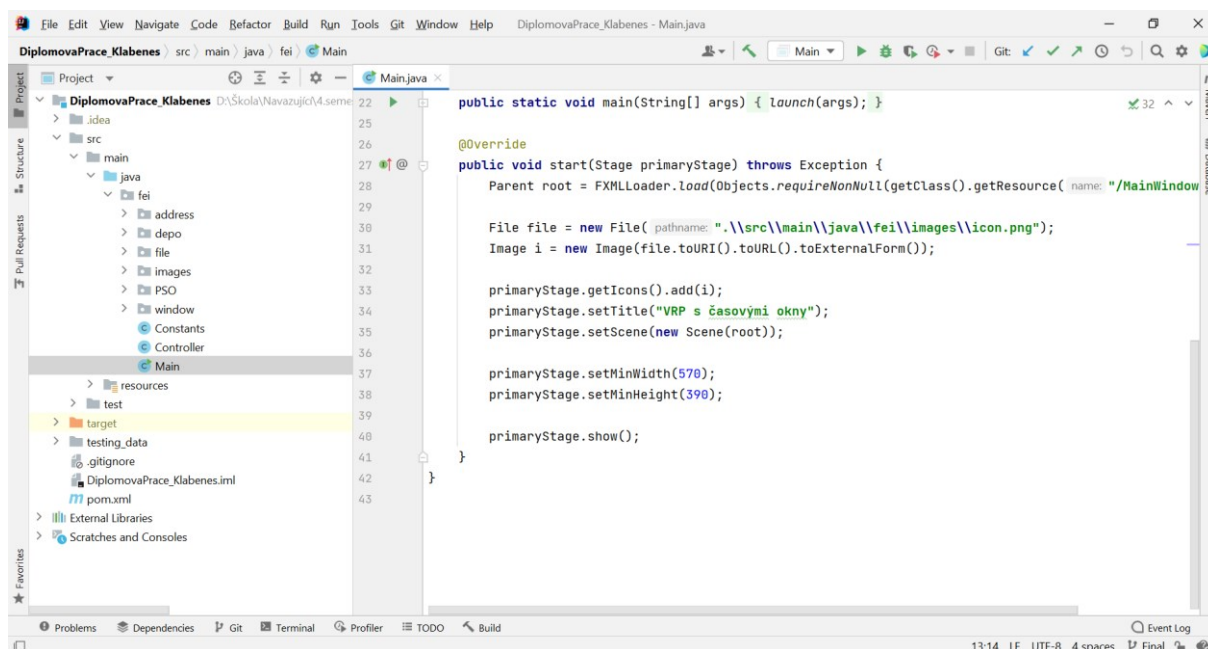 File Edit View Navigate Code Refactor Build Run Tools Git Window Help DiplomovaPrace_Klabenes - Main.java
DiplomovaPrace_Klabenes src main java fei Main
Main Git:
Project
Main.java
DiplomovaPrace_Klabenes D:\Škola\Navazující\4.seme
.idea
src
main
java
fei
address
depo
file
images
PSO
window
Constants
Controller
Main
resources
test
target
testing_data
.gitignore
DiplomovaPrace_Klabenes.iml
pom.xml
External Libraries
Scratches and Consoles
Project
Structure
Pull Requests
Favorites
22 public static void main(String[] args) { launch(args); }
25
26 @Override
27 @ public void start(Stage primaryStage) throws Exception {
28 Parent root = FXMLLoader.load(Objects.requireNonNull(getClass().getResource( name: "/MainWindow
29
30 File file = new File( pathname: ".\\src\\main\\java\\fei\\images\\icon.png");
31 Image i = new Image(file.toURI().toURL().toExternalForm());
32
33 primaryStage.getIcons().add(i);
34 primaryStage.setTitle("VRP s časovými okny");
35 primaryStage.setScene(new Scene(root));
36
37 primaryStage.setMinWidth(570);
38 primaryStage.setMinHeight(390);
39
40 primaryStage.show();
41 }
42 }
43
32
Problems Dependencies Git Terminal Profiler TODO Build Event Log
13:14 LF UTF-8 4 spaces Final